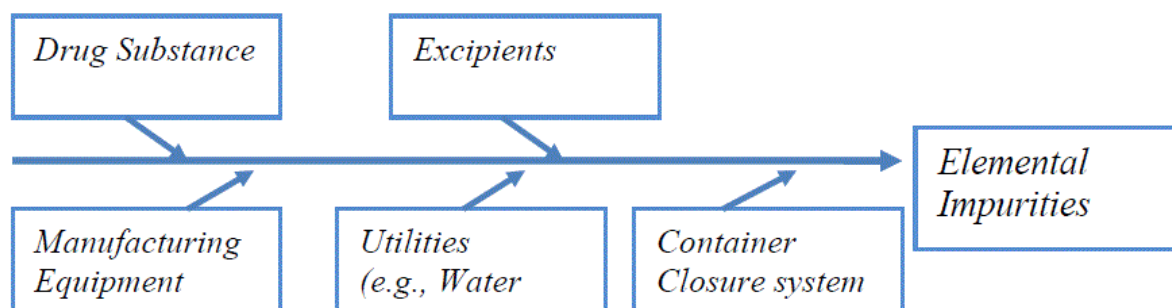 Drug Substance
Excipients
Elemental
Impurities
Manufacturing
Equipment
Utilities
(e.g., Water
Container
Closure system